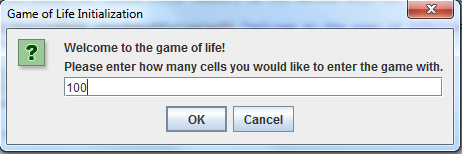 Game of Life Initialization
Welcome to the game of life!
Please enter how many cells you would like to enter the game with.
100
OK
Cancel